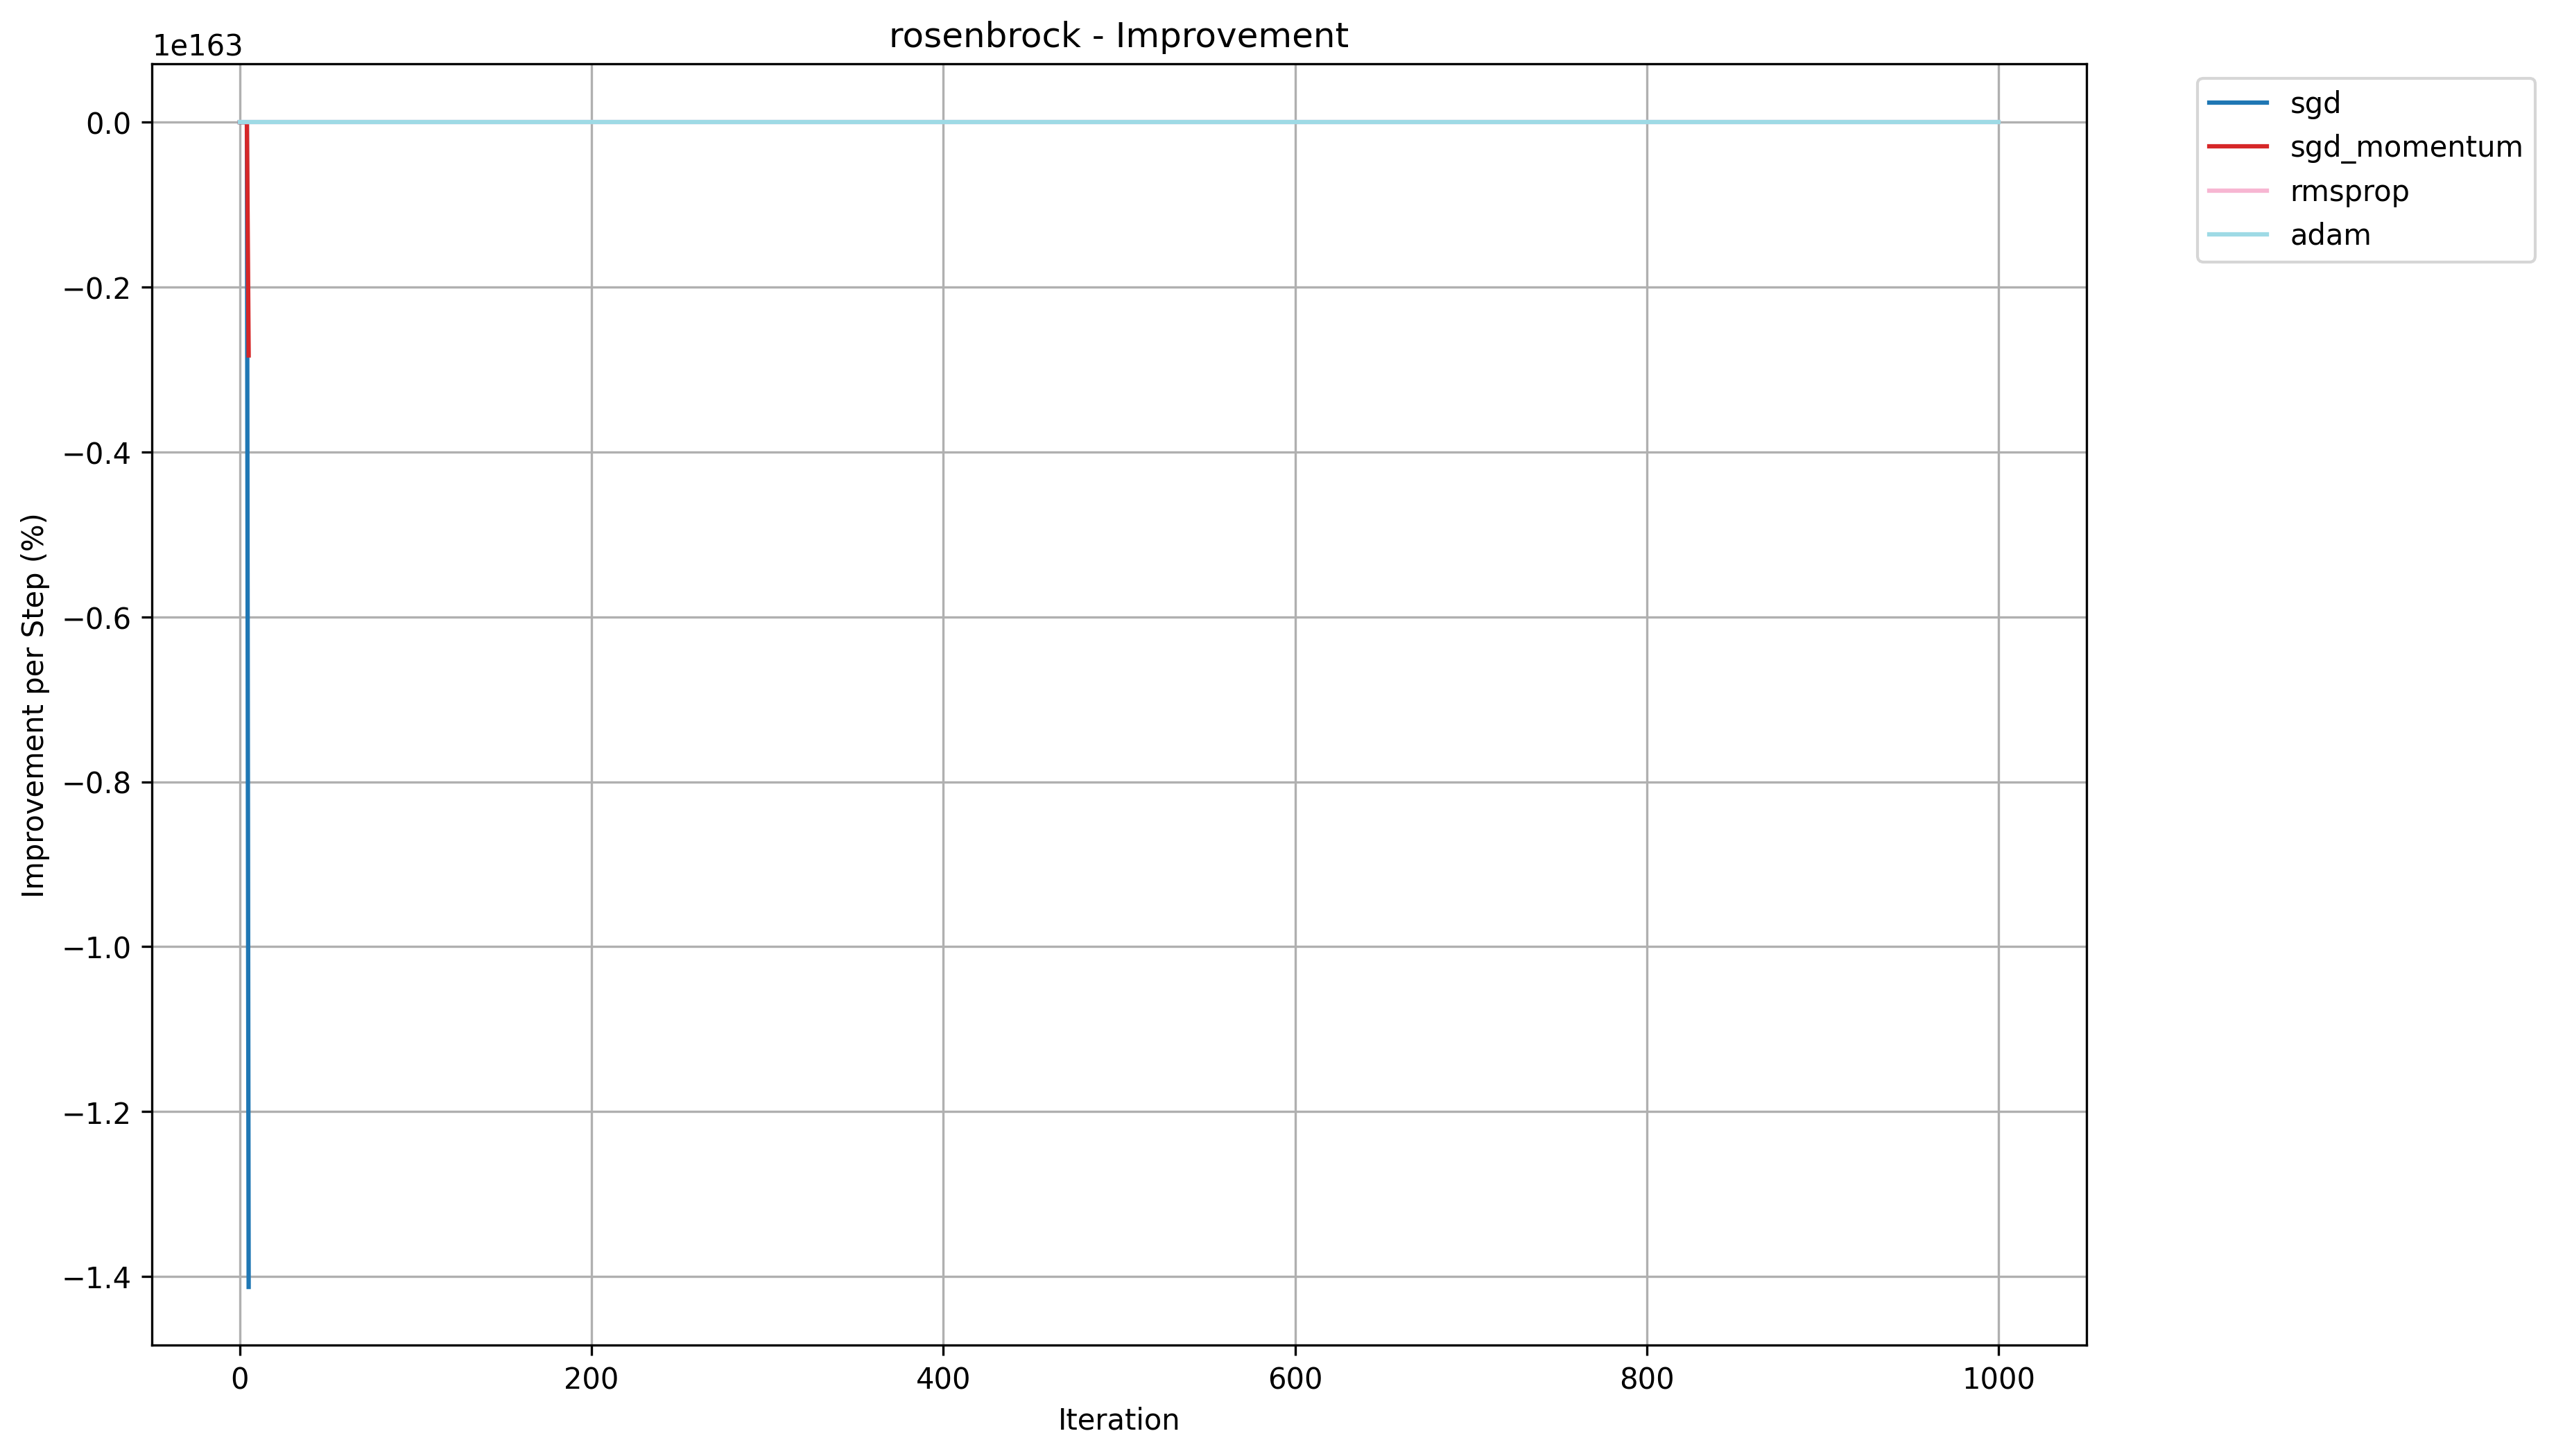 rosenbrock - Improvement
1e163
0.0
−0.2
−0.4
−0.6
−0.8
−1.0
−1.2
−1.4
Improvement per Step (%)
0 200 400 600 800 1000
Iteration
sgd
sgd_momentum
rmsprop
adam